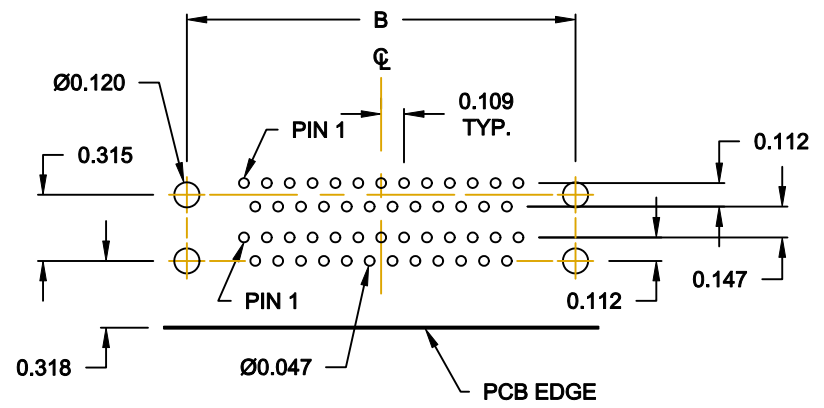 B
℄
Ø0.120
0.109
TYP.
PIN 1
0.315
0.112
PIN 1
0.112
0.147
0.318
Ø0.047
PCB EDGE